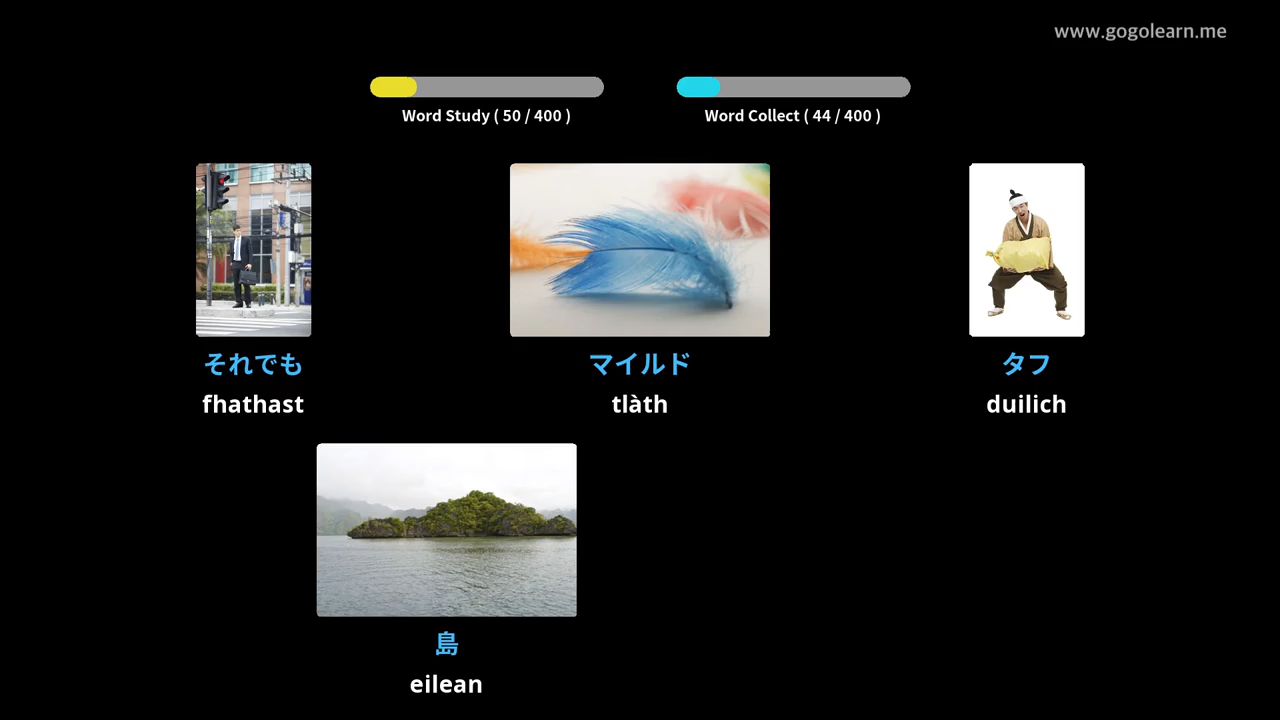 www.gogolearn.me
Word Study ( 50 / 400 )
Word Collect ( 44 / 400 )
それでも
fhathast
マイルド
tlàth
タフ
duilich
島
eilean